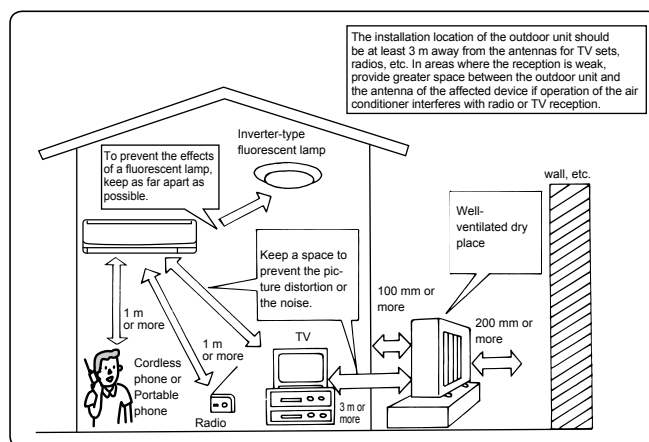 The installation location of the outdoor unit should
be at least 3 m away from the antennas for TV sets,
radios, etc. In areas where the reception is weak,
provide greater space between the outdoor unit and
the antenna of the affected device if operation of the air
conditioner interferes with radio or TV reception.
Inverter-type
fluorescent lamp
To prevent the effects
of a fluorescent lamp,
keep as far apart as
possible.
wall, etc.
Well-
ventilated dry
place
Keep a space to
prevent the pic-
ture distortion or
the noise.
100 mm or
more
1 m
or more
1 m
or more
TV
200 mm or
more
Cordless
phone or
Portable
phone
Radio
3 m or
more